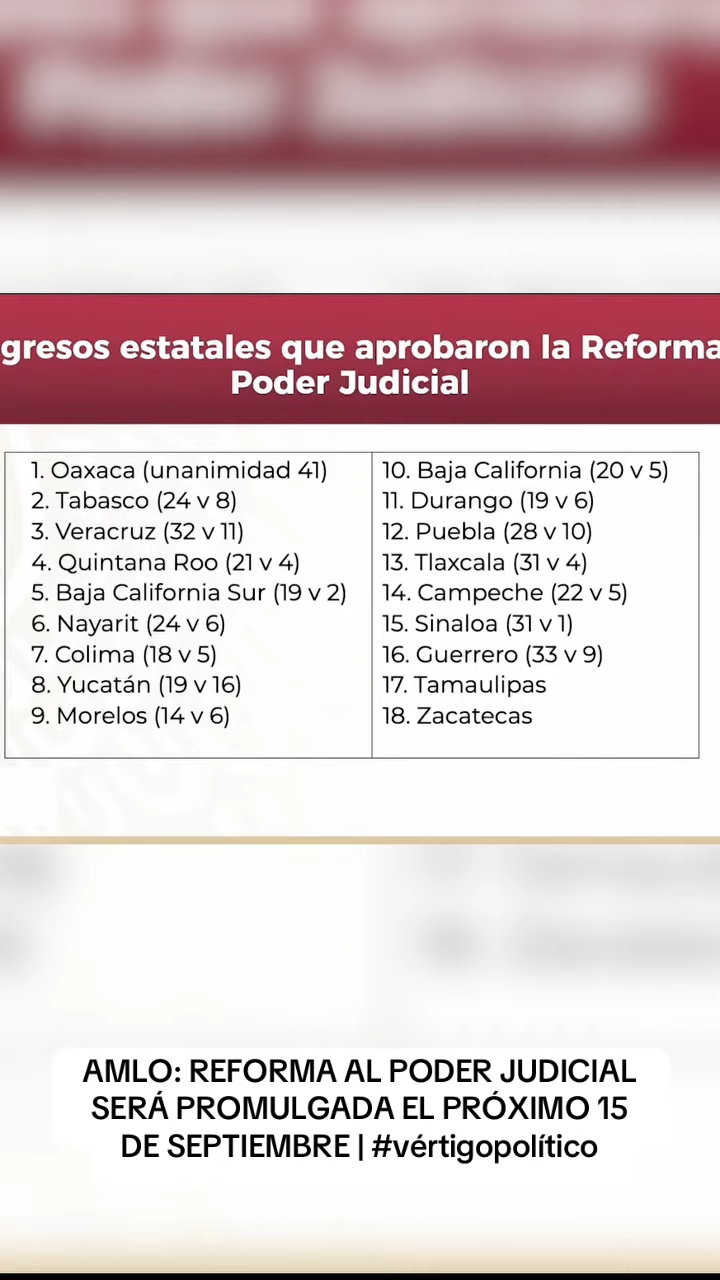 gresos estatales que aprobaron la Reforma
Poder Judicial
1. Oaxaca (unanimidad 41)
2. Tabasco (24 v 8)
3. Veracruz (32 v 11)
4. Quintana Roo (21 v 4)
5. Baja California Sur (19 v 2)
6. Nayarit (24 v 6)
7. Colima (18 v 5)
8. Yucatán (19 v 16)
9. Morelos (14 v 6)
10. Baja California (20 v 5)
11. Durango (19 v 6)
12. Puebla (28 v 10)
13. Tlaxcala (31 v 4)
14. Campeche (22 v 5)
15. Sinaloa (31 v 1)
16. Guerrero (33 v 9)
17. Tamaulipas
18. Zacatecas
AMLO: REFORMA AL PODER JUDICIAL
SERÁ PROMULGADA EL PRÓXIMO 15
DE SEPTIEMBRE | #vértigopolítico